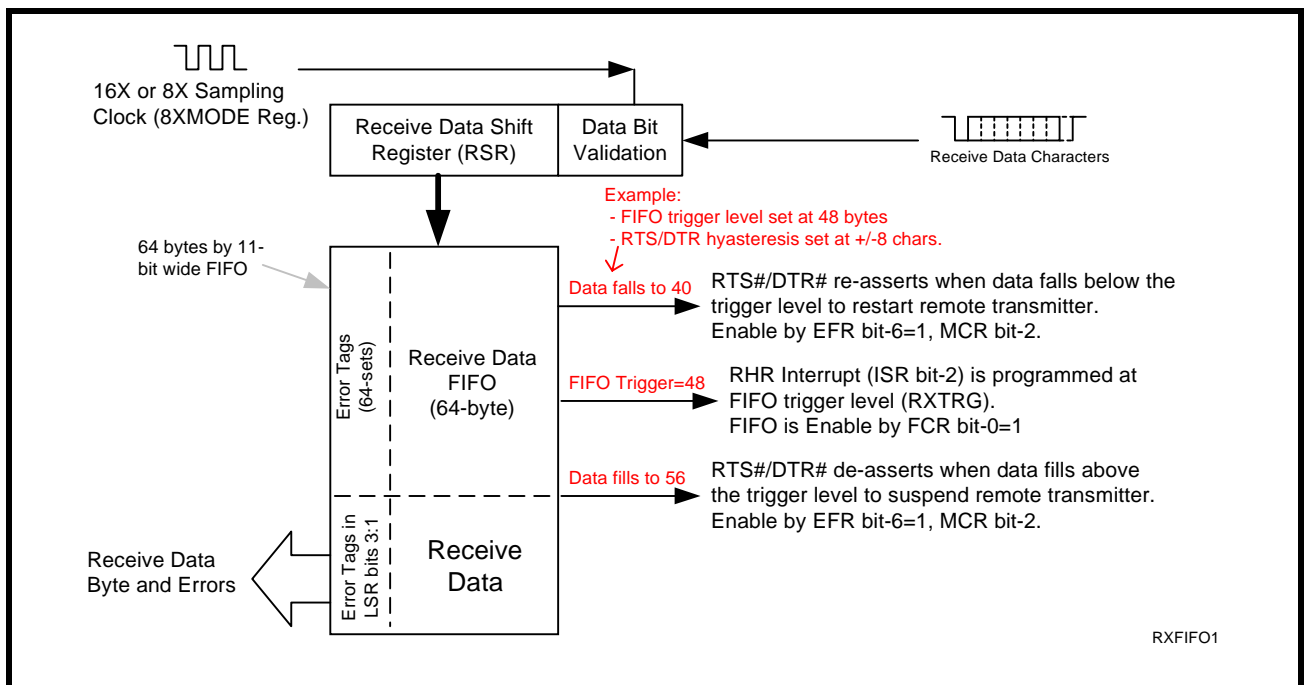 16X or 8X Sampling
Clock (8XMODE Reg.)
Receive Data Shift
Register (RSR)
Data Bit
Validation
Receive Data Characters
Example:
- FIFO trigger level set at 48 bytes
- RTS/DTR hyasteresis set at +/-8 chars.
64 bytes by 11-
bit wide FIFO
Error Tags
(64-sets)
Receive Data
FIFO
(64-byte)
Data falls to 40
RTS#/DTR# re-asserts when data falls below the
trigger level to restart remote transmitter.
Enable by EFR bit-6=1, MCR bit-2.
FIFO Trigger=48
RHR Interrupt (ISR bit-2) is programmed at
FIFO trigger level (RXTRG).
FIFO is Enable by FCR bit-0=1
Data fills to 56
RTS#/DTR# de-asserts when data fills above
the trigger level to suspend remote transmitter.
Enable by EFR bit-6=1, MCR bit-2.
Error Tags in
LSR bits 3:1
Receive
Data
Receive Data
Byte and Errors
RXFIFO1